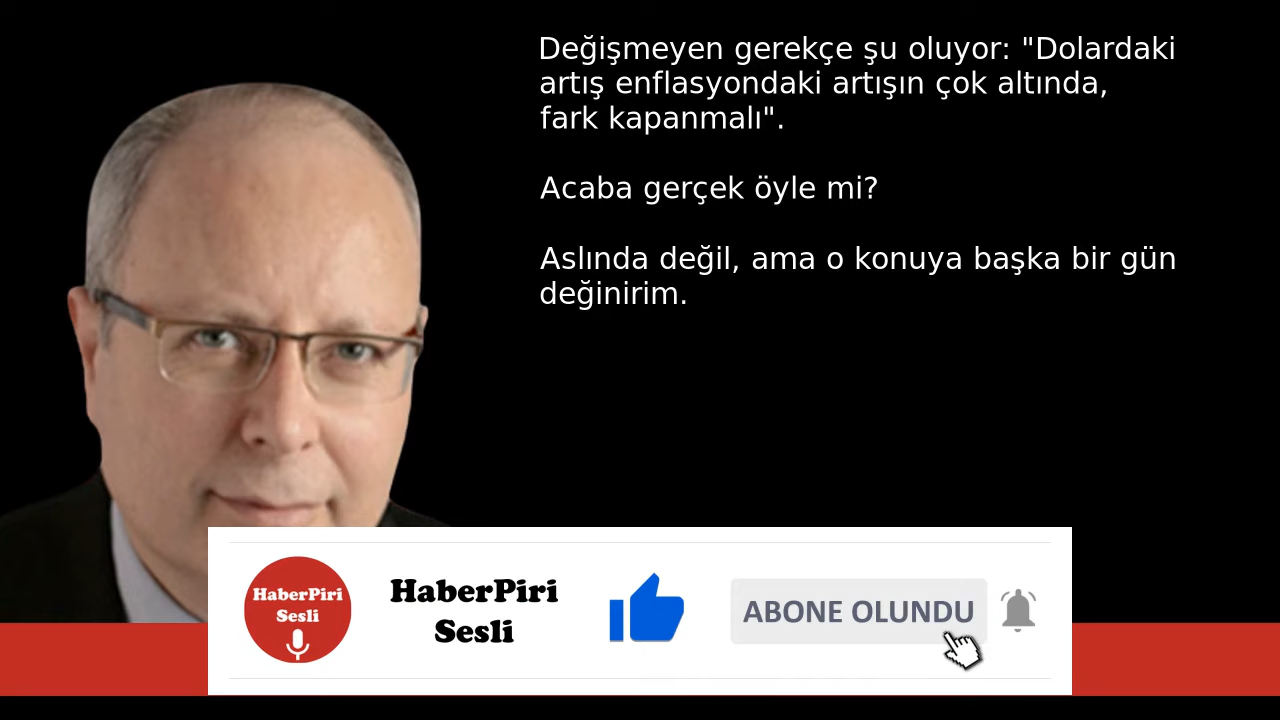 Değişmeyen gerekçe şu oluyor: "Dolardaki
artış enflasyondaki artışın çok altında,
fark kapanmalı".
Acaba gerçek öyle mi?
Aslında değil, ama o konuya başka bir gün
değinirim.
HaberPiri
Sesli
HaberPiri
Sesli
ABONE OLUNDU